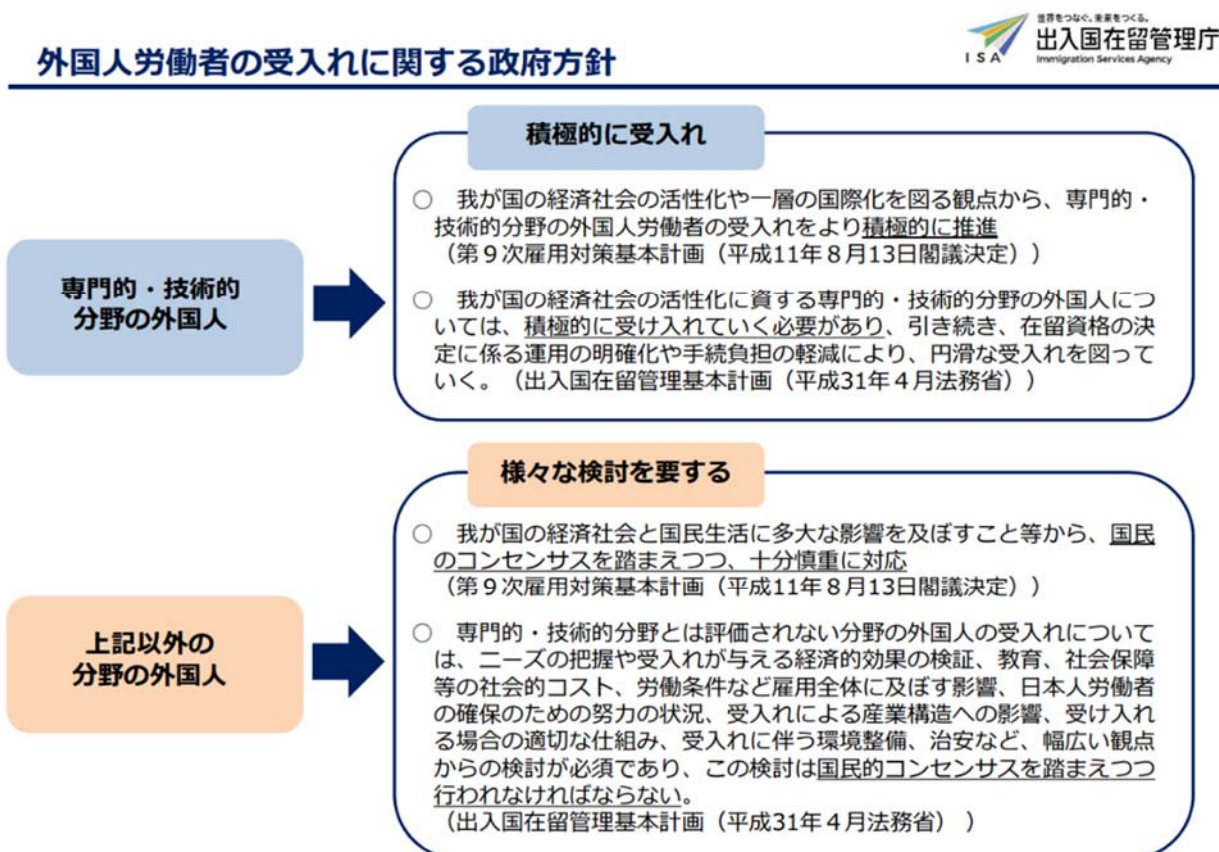 外国人労働者の受入れに関する政府方針
世界をつなぐ。未来をつくる。
出入国在留管理庁
Immigration Services Agency
ISA
積極的に受入れ
専門的・技術的
分野の外国人
○ 我が国の経済社会の活性化や一層の国際化を図る観点から、専門的・
技術的分野の外国人労働者の受入れをより積極的に推進
(第9次雇用対策基本計画(平成11年8月13日閣議決定))
○ 我が国の経済社会の活性化に資する専門的・技術的分野の外国人につ
いては、積極的に受け入れていく必要があり、引き続き、在留資格の決
定に係る運用の明確化や手続負担の軽減により、円滑な受入れを図って
いく。(出入国在留管理基本計画(平成31年4月法務省))
様々な検討を要する
上記以外の
分野の外国人
○ 我が国の経済社会と国民生活に多大な影響を及ぼすこと等から、国民
のコンセンサスを踏まえつつ、十分慎重に対応
(第9次雇用対策基本計画(平成11年8月13日閣議決定))
○ 専門的・技術的分野とは評価されない分野の外国人の受入れについて
は、ニーズの把握や受入れが与える経済的効果の検証、教育、社会保障
等の社会的コスト、労働条件など雇用全体に及ぼす影響、日本人労働者
の確保のための努力の状況、受入れによる産業構造への影響、受け入れ
る場合の適切な仕組み、受入れに伴う環境整備、治安など、幅広い観点
からの検討が必須であり、この検討は国民的コンセンサスを踏まえつつ
行われなければならない。
(出入国在留管理基本計画(平成31年4月法務省) )